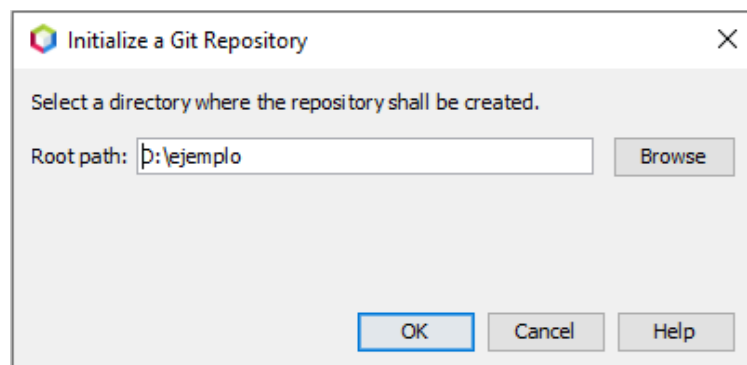 Initialize a Git Repository
Select a directory where the repository shall be created.
Root path: D:\ejemplo Browse
OK Cancel Help